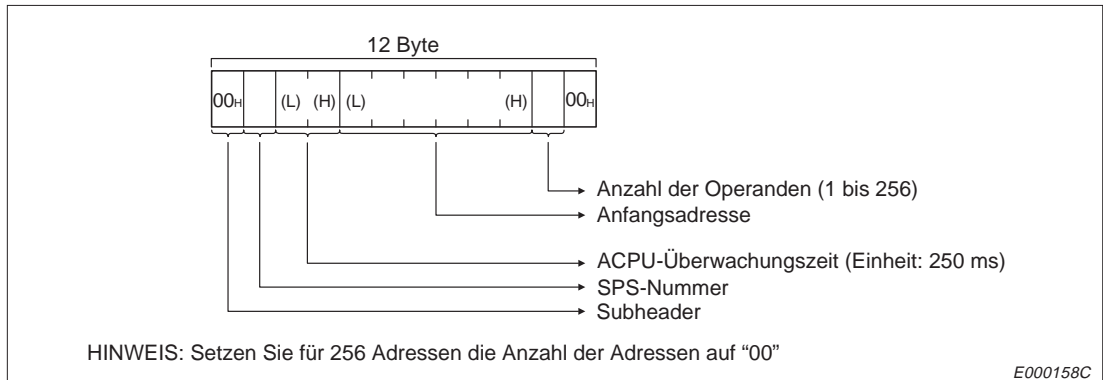 12 Byte
00H (L) (H) (L) (H) 00H
Anzahl der Operanden (1 bis 256)
Anfangsadresse
ACPU-Überwachungszeit (Einheit: 250 ms)
SPS-Nummer
Subheader
HINWEIS: Setzen Sie für 256 Adressen die Anzahl der Adressen auf “00”
E000158C